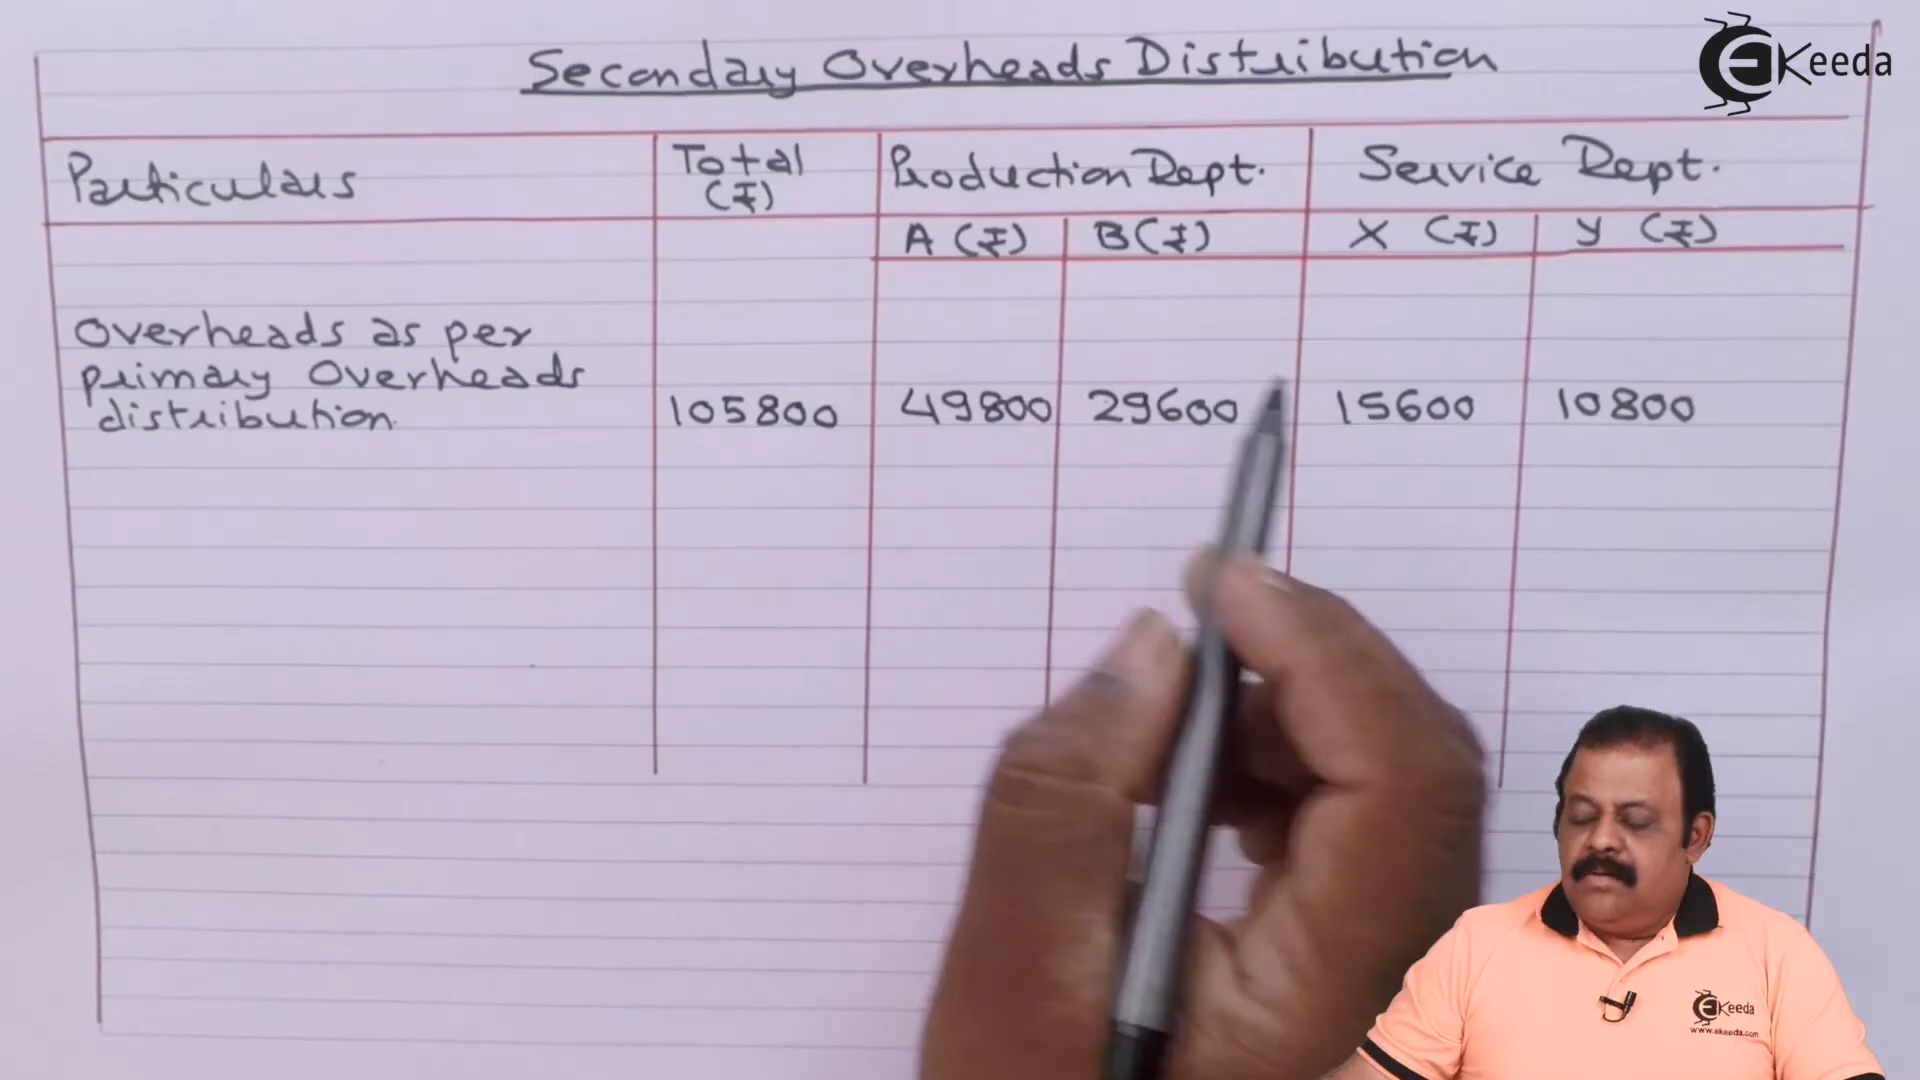 Secondary Overheads Distribution
EKeeda
Particulars Total (₹) Production Dept. Service Dept.
A (₹) B (₹) X (₹) Y (₹)
Overheads as per
primary Overheads
distribution. 105800 49800 29600 15600 10800
EKeeda
www.ekeeda.com